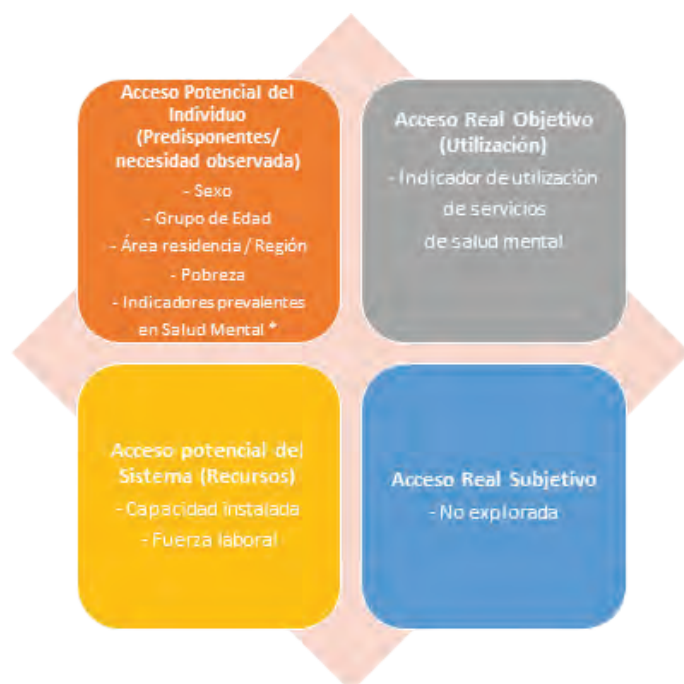 Acceso Potencial del
Individuo
(Predisponentes/
necesidad observada)
- Sexo
- Grupo de Edad
- Área residencia / Región
- Pobreza
- Indicadores prevalentes
en Salud Mental *
Acceso Real Objetivo
(Utilización)
- Indicador de utilización
de servicios
de salud mental
Acceso potencial del
Sistema (Recursos)
- Capacidad instalada
- Fuerza laboral
Acceso Real Subjetivo
- No explorada